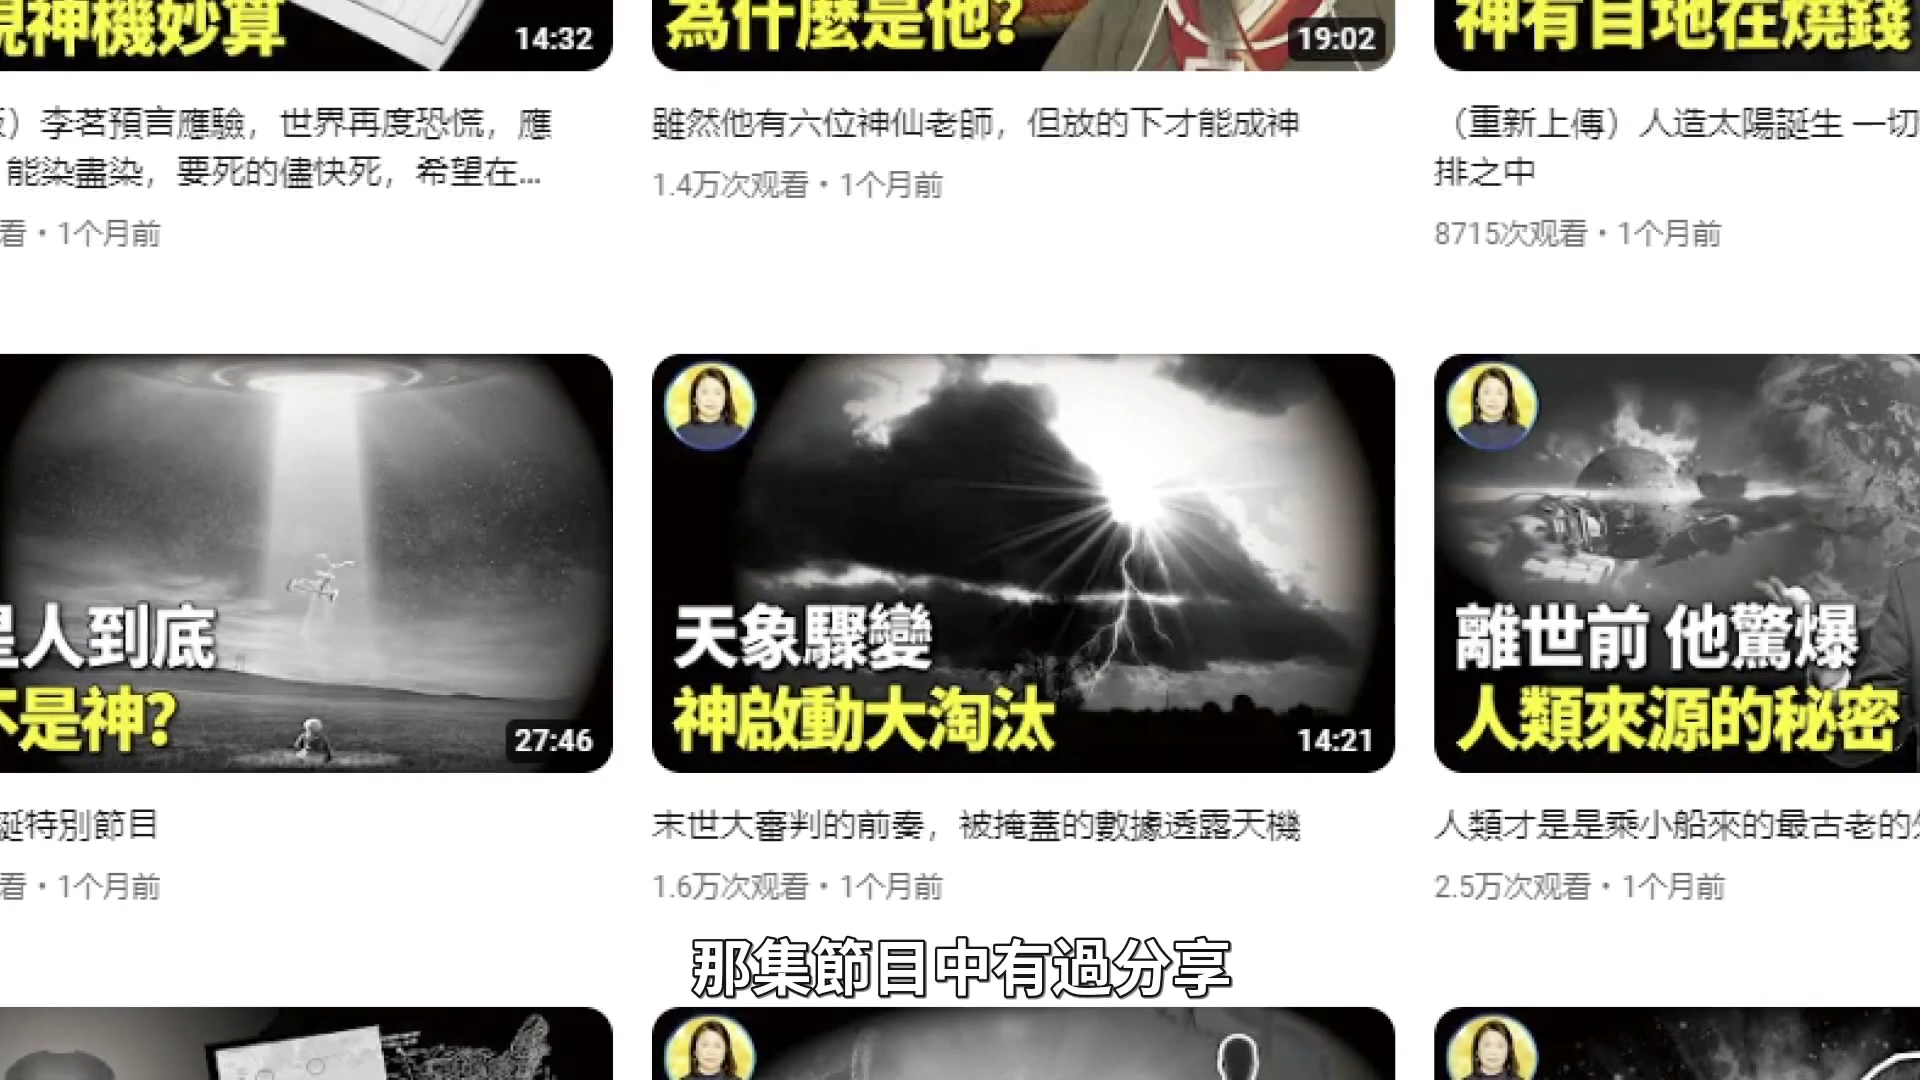 現神機妙算
14:32
為什麼是他?
19:02
神有目地在燒錢
)李茗預言應驗，世界再度恐慌，應
能染盡染，要死的儘快死，希望在...
看・1个月前
雖然他有六位神仙老師，但放的下才能成神
1.4万次观看・1个月前
（重新上傳）人造太陽誕生 一切
排之中
8715次观看・1个月前
星人到底
不是神?
27:46
天象驟變
神啟動大淘汰
14:21
離世前 他驚爆
人類來源的秘密
誕特別節目
看・1个月前
末世大審判的前奏，被掩蓋的數據透露天機
1.6万次观看・1个月前
人類才是是乘小船來的最古老的
2.5万次观看・1个月前
那集節目中有過分享